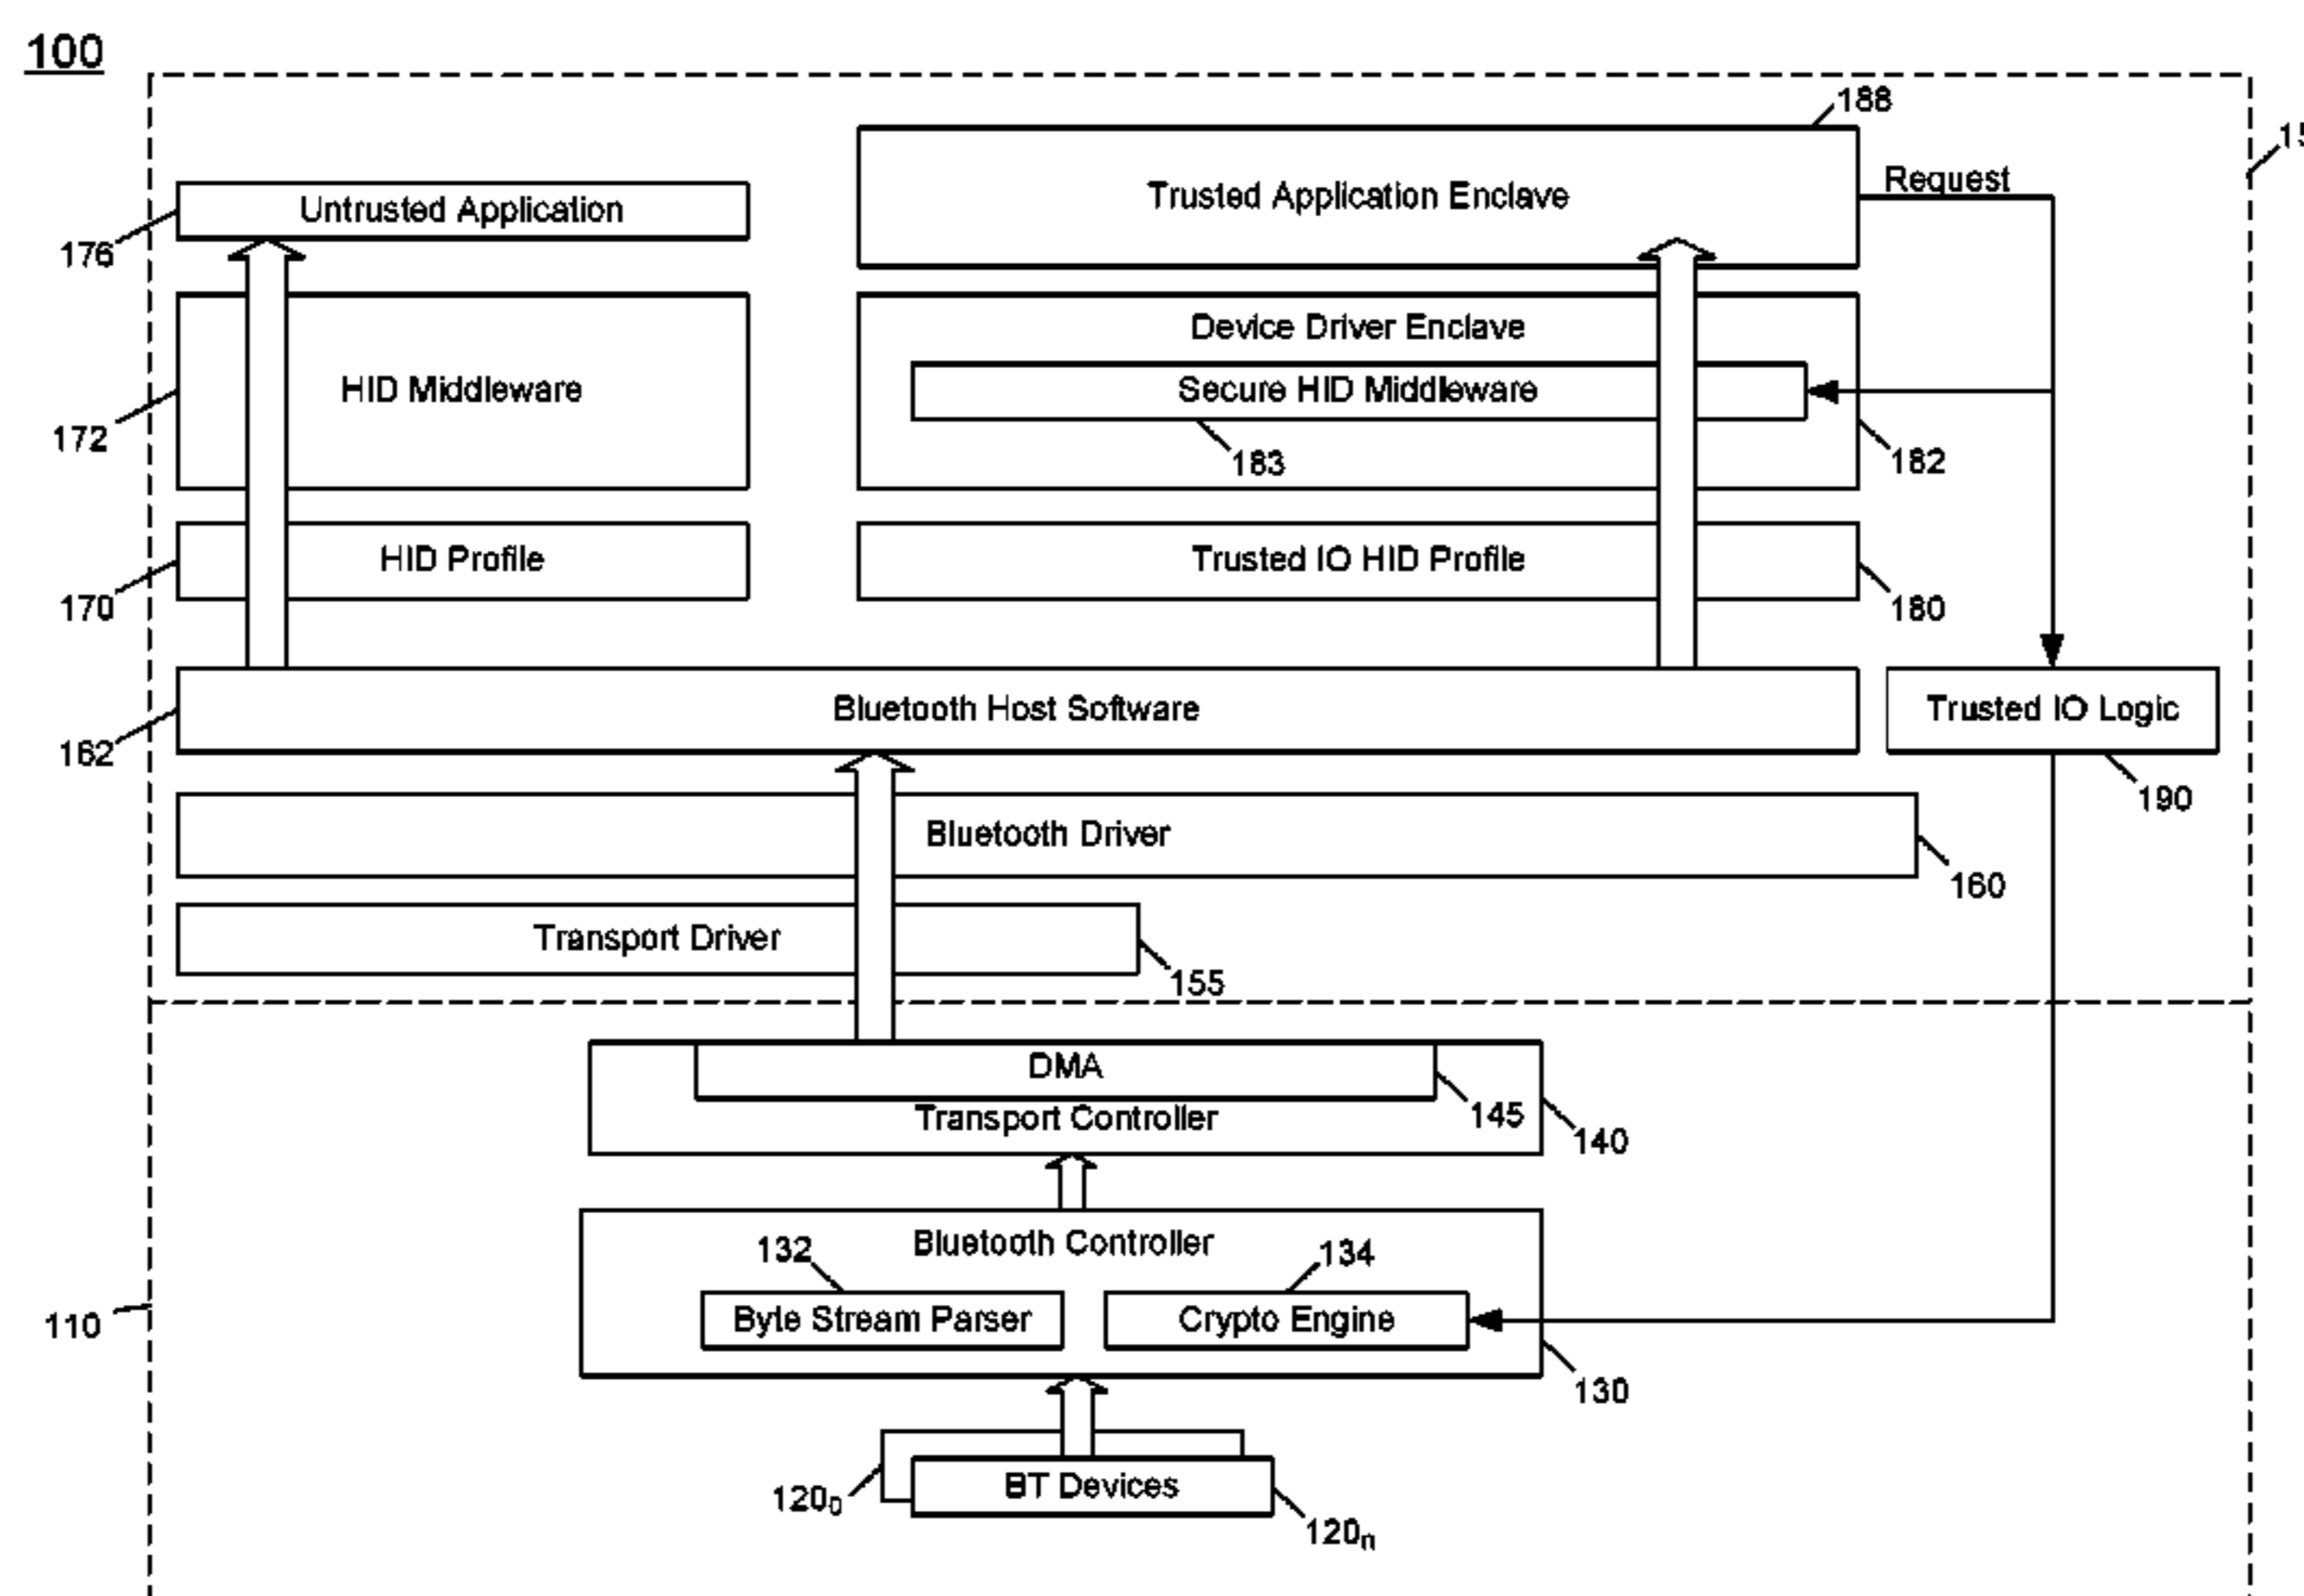 100
188
15
Untrusted Application
Trusted Application Enclave
Request
176
HID Middleware
Device Driver Enclave
Secure HID Middleware
172
183
182
HID Profile
Trusted IO HID Profile
170
180
Bluetooth Host Software
Trusted IO Logic
162
190
Bluetooth Driver
160
Transport Driver
155
DMA
Transport Controller
145
140
Bluetooth Controller
132
134
Byte Stream Parser
Crypto Engine
110
130
BT Devices
120₀
120ₙ